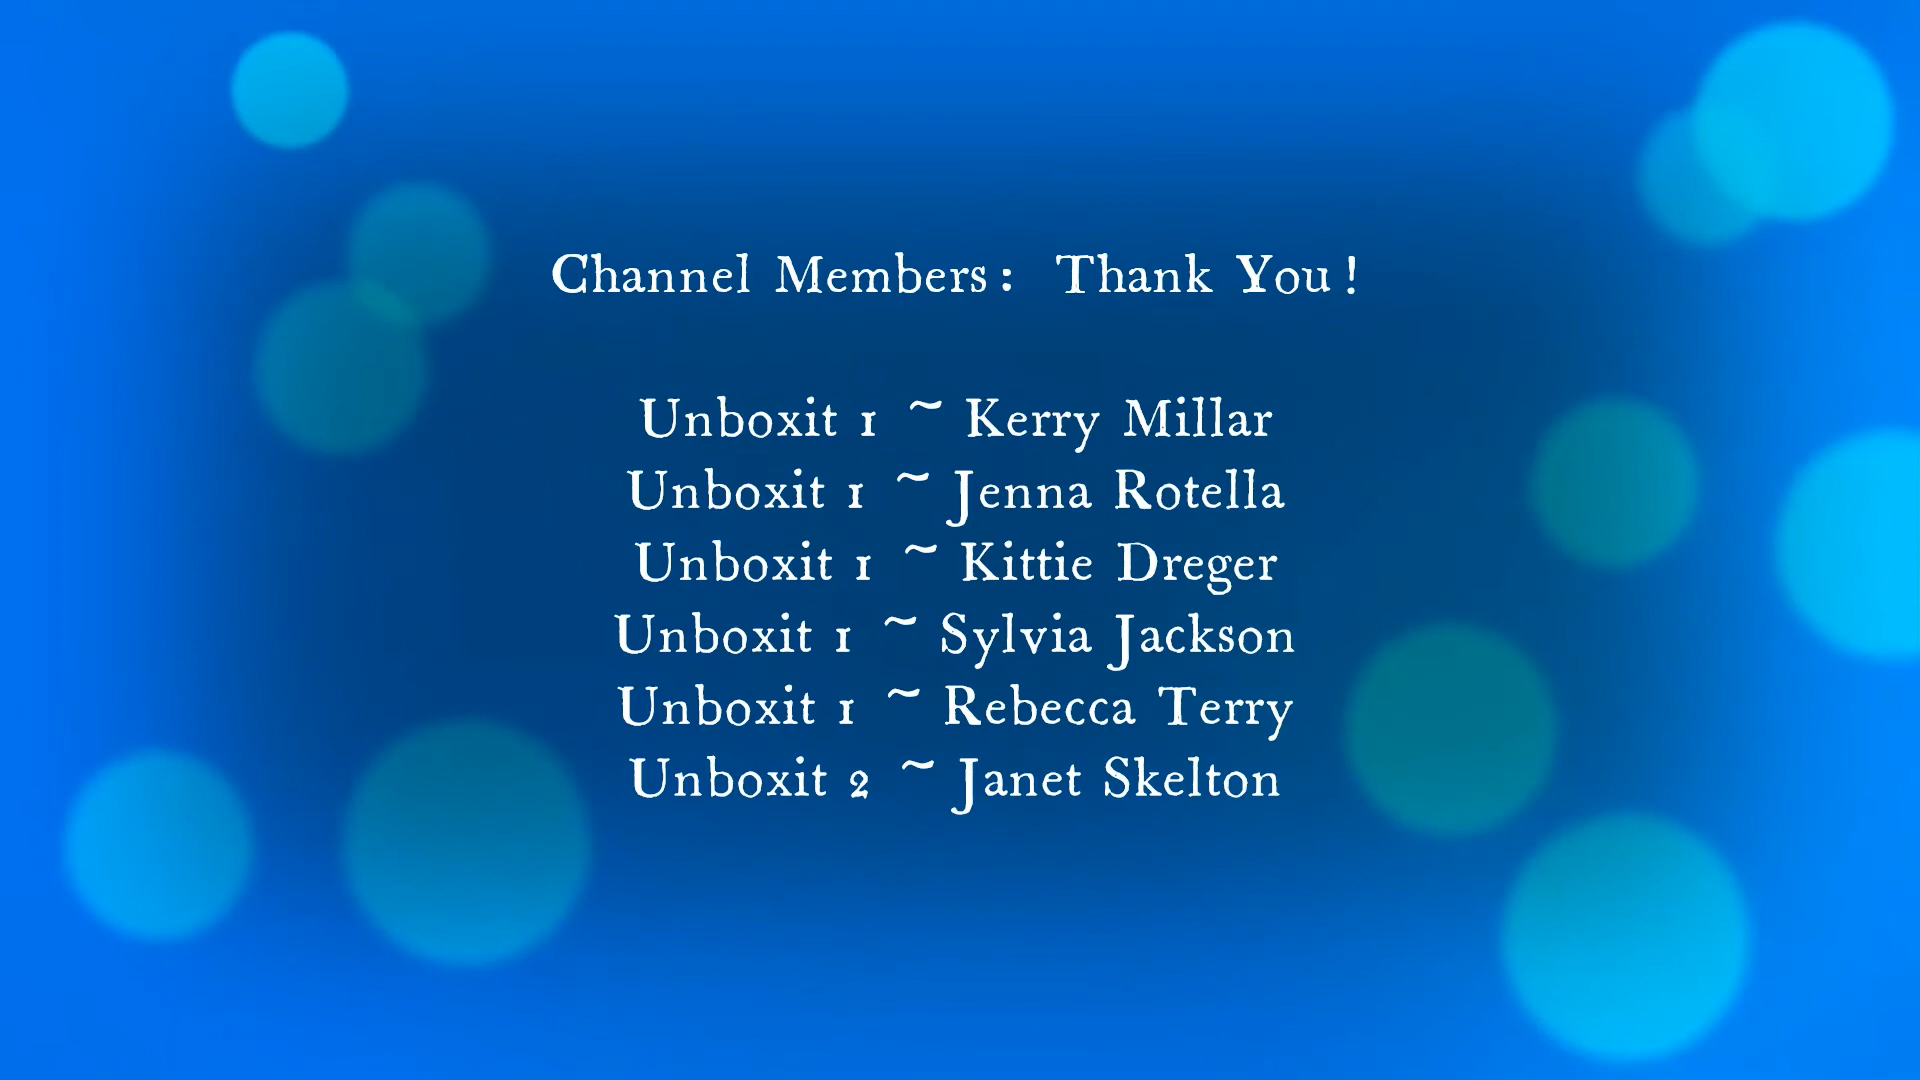 Channel Members: Thank You!
Unboxit 1 ~ Kerry Millar
Unboxit 1 ~ Jenna Rotella
Unboxit 1 ~ Kittie Dreger
Unboxit 1 ~ Sylvia Jackson
Unboxit 1 ~ Rebecca Terry
Unboxit 2 ~ Janet Skelton